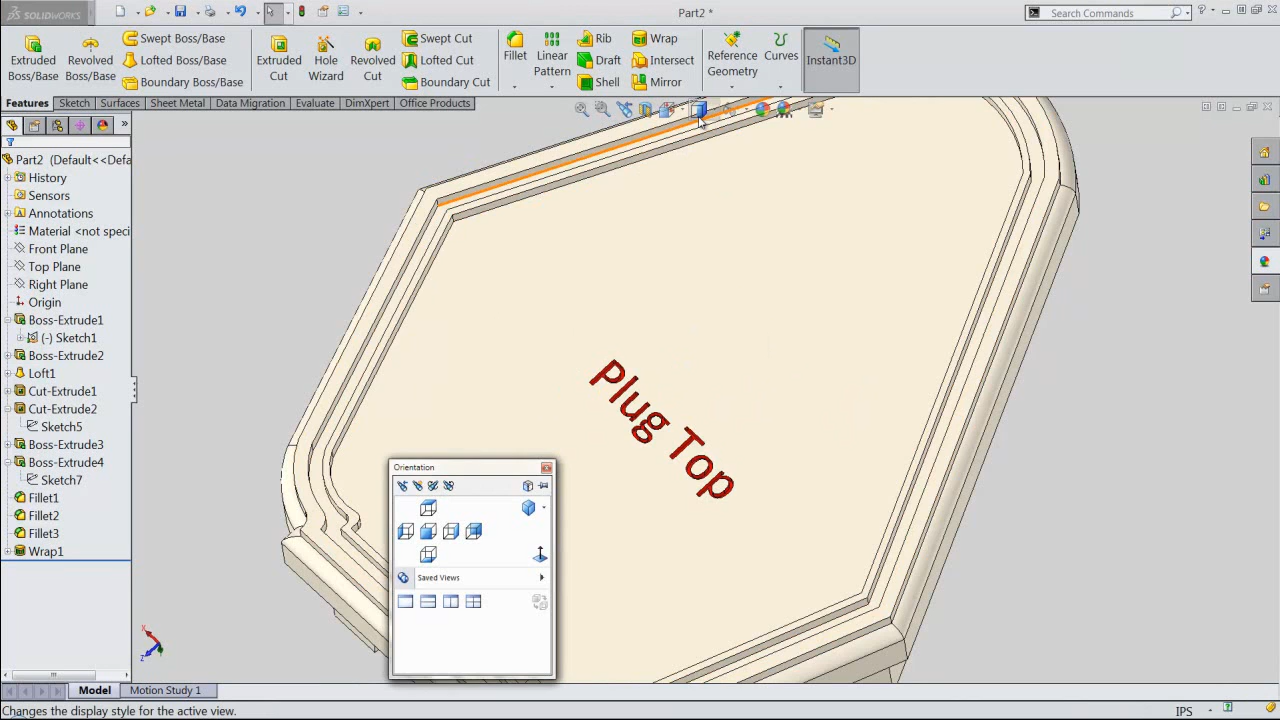 SOLIDWORKS
Part2 *
Search Commands
Extruded Boss/Base
Revolved Boss/Base
Swept Boss/Base
Lofted Boss/Base
Boundary Boss/Base
Extruded Cut
Hole Wizard
Revolved Cut
Swept Cut
Lofted Cut
Boundary Cut
Fillet
Linear Pattern
Rib
Draft
Shell
Wrap
Intersect
Mirror
Reference Geometry
Curves
Instant3D
Features
Sketch
Surfaces
Sheet Metal
Data Migration
Evaluate
DimXpert
Office Products
Part2 (Default<<Defa
History
Sensors
Annotations
Material <not speci
Front Plane
Top Plane
Right Plane
Origin
Boss-Extrude1
(-) Sketch1
Boss-Extrude2
Loft1
Cut-Extrude1
Cut-Extrude2
Sketch5
Boss-Extrude3
Boss-Extrude4
Sketch7
Fillet1
Fillet2
Fillet3
Wrap1
Plug Top
Orientation
Saved Views
X
Z
Model
Motion Study 1
Changes the display style for the active view.
IPS